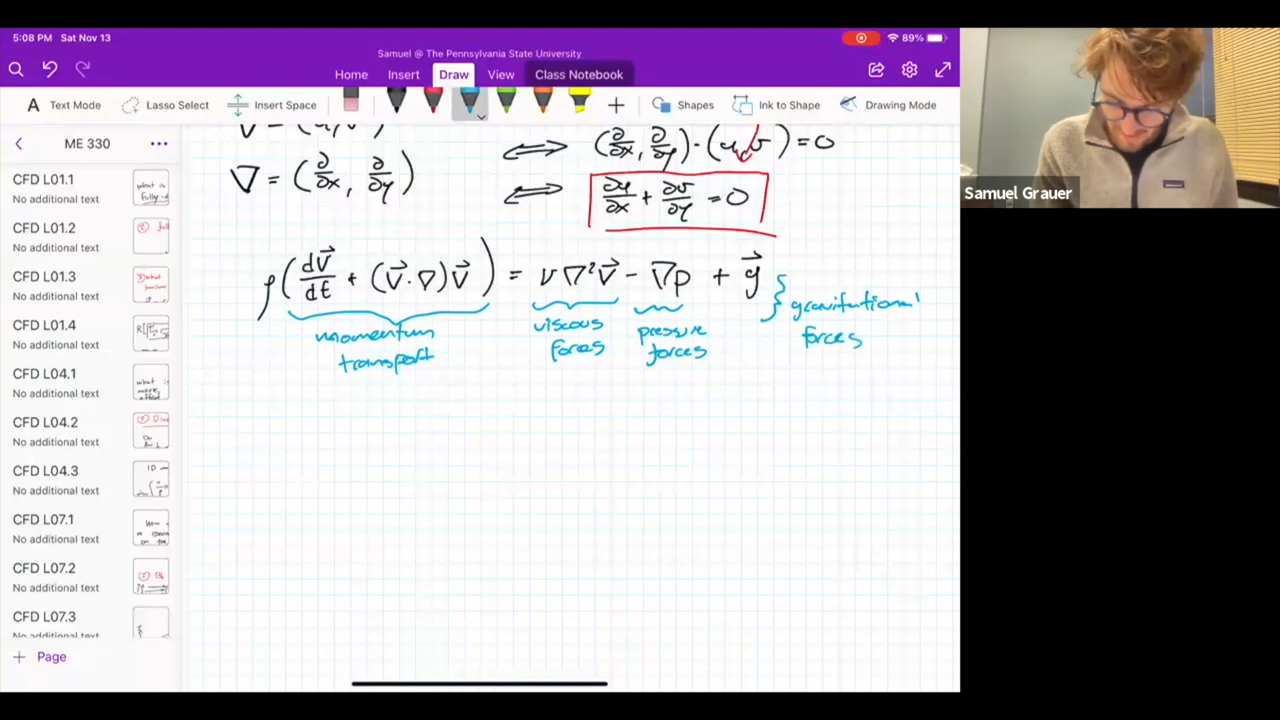 5:08 PM Sat Nov 13
89%
Samuel @ The Pennsylvania State University
Home Insert Draw View Class Notebook
A Text Mode Lasso Select Insert Space + Shapes Ink to Shape Drawing Mode
ME 330
CFD L01.1
No additional text
CFD L01.2
No additional text
CFD L01.3
No additional text
CFD L01.4
No additional text
CFD L04.1
No additional text
CFD L04.2
No additional text
CFD L04.3
No additional text
CFD L07.1
No additional text
CFD L07.2
No additional text
CFD L07.3
No additional text
+ Page
V = (u, v)
⟺ (∂/∂x, ∂/∂y) · (u, v) = 0
∇ = (∂/∂x, ∂/∂y)
⟺ ∂u/∂x + ∂v/∂y = 0
ρ(dV⃗/dt + (V⃗ · ∇)V⃗) = ν∇²V⃗ − ∇p + g⃗
momentum transport
viscous forces
pressure forces
gravitational forces
Samuel Grauer